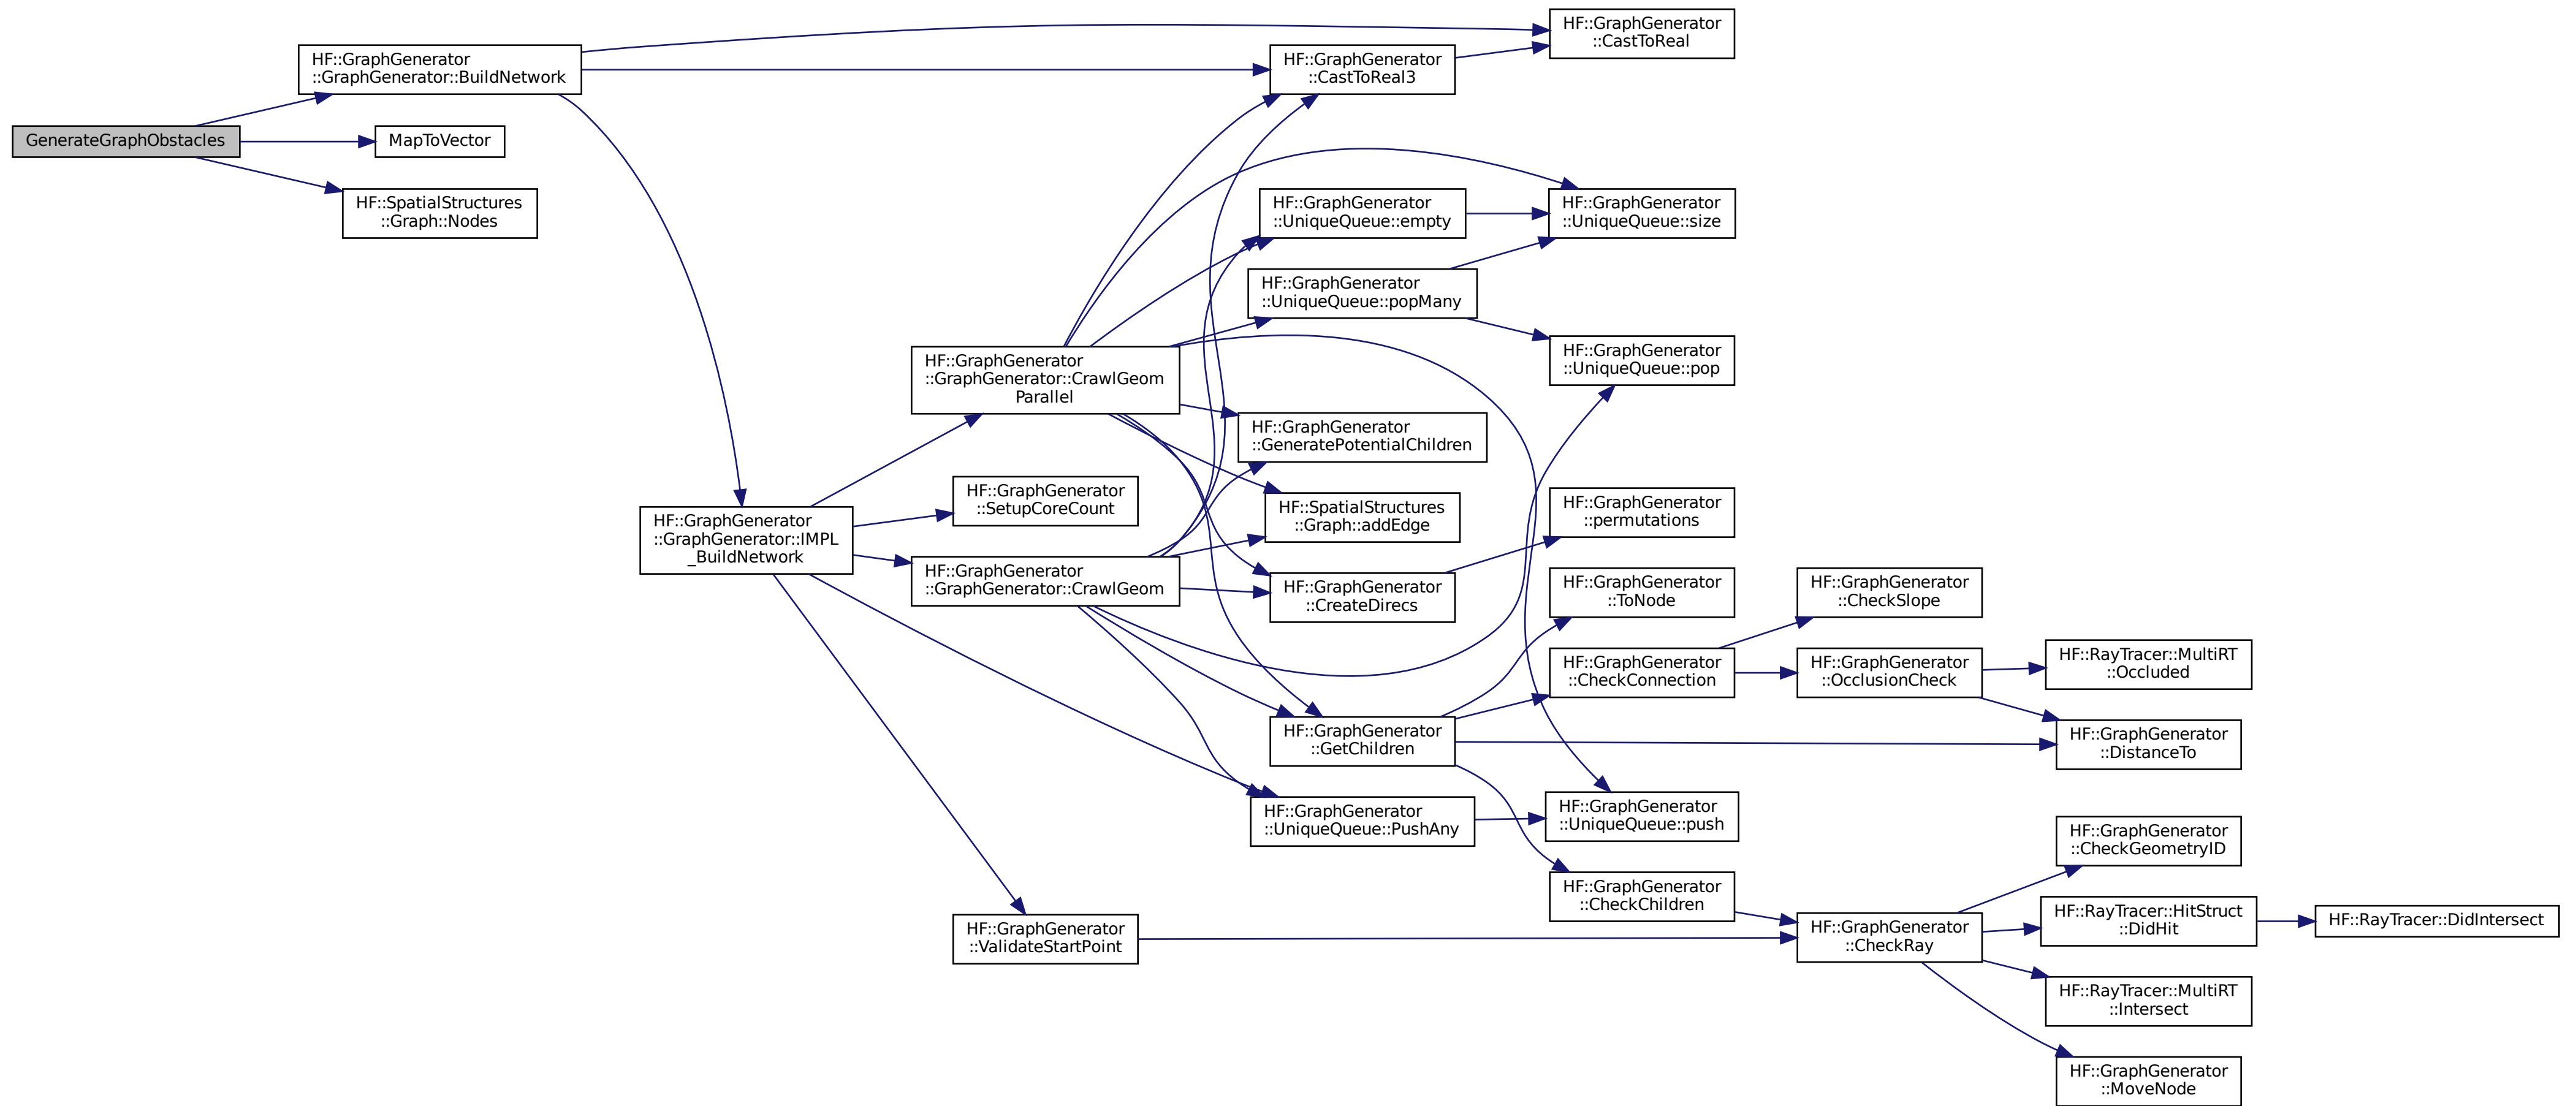 GenerateGraphObstacles
HF::GraphGenerator
::GraphGenerator::BuildNetwork
MapToVector
HF::SpatialStructures
::Graph::Nodes
HF::GraphGenerator
::GraphGenerator::IMPL
_BuildNetwork
HF::GraphGenerator
::GraphGenerator::CrawlGeom
Parallel
HF::GraphGenerator
::SetupCoreCount
HF::GraphGenerator
::GraphGenerator::CrawlGeom
HF::GraphGenerator
::ValidateStartPoint
HF::GraphGenerator
::CastToReal3
HF::GraphGenerator
::UniqueQueue::empty
HF::GraphGenerator
::UniqueQueue::popMany
HF::GraphGenerator
::GeneratePotentialChildren
HF::SpatialStructures
::Graph::addEdge
HF::GraphGenerator
::CreateDirecs
HF::GraphGenerator
::GetChildren
HF::GraphGenerator
::UniqueQueue::PushAny
HF::GraphGenerator
::CastToReal
HF::GraphGenerator
::UniqueQueue::size
HF::GraphGenerator
::UniqueQueue::pop
HF::GraphGenerator
::permutations
HF::GraphGenerator
::ToNode
HF::GraphGenerator
::CheckConnection
HF::GraphGenerator
::UniqueQueue::push
HF::GraphGenerator
::CheckChildren
HF::GraphGenerator
::CheckSlope
HF::GraphGenerator
::OcclusionCheck
HF::GraphGenerator
::CheckRay
HF::RayTracer::MultiRT
::Occluded
HF::GraphGenerator
::DistanceTo
HF::GraphGenerator
::CheckGeometryID
HF::RayTracer::HitStruct
::DidHit
HF::RayTracer::MultiRT
::Intersect
HF::GraphGenerator
::MoveNode
HF::RayTracer::DidIntersect